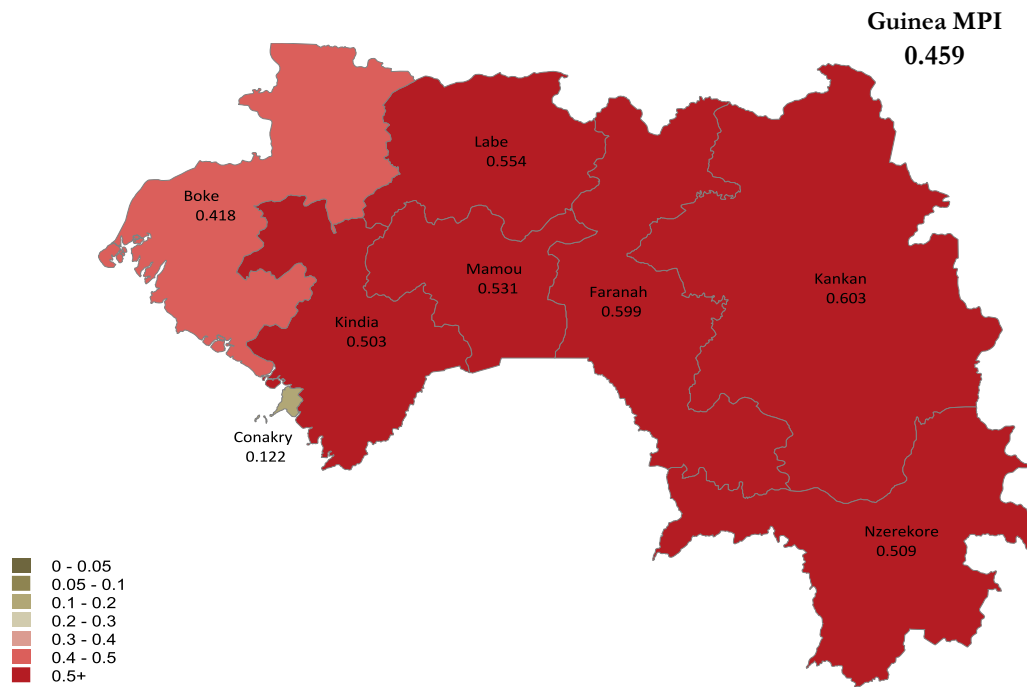 Guinea MPI
0.459
Labe
0.554
Boke
0.418
Mamou
0.531
Kankan
0.603
Faranah
0.599
Kindia
0.503
Conakry
0.122
Nzerekore
0.509
0 - 0.05
0.05 - 0.1
0.1 - 0.2
0.2 - 0.3
0.3 - 0.4
0.4 - 0.5
0.5+